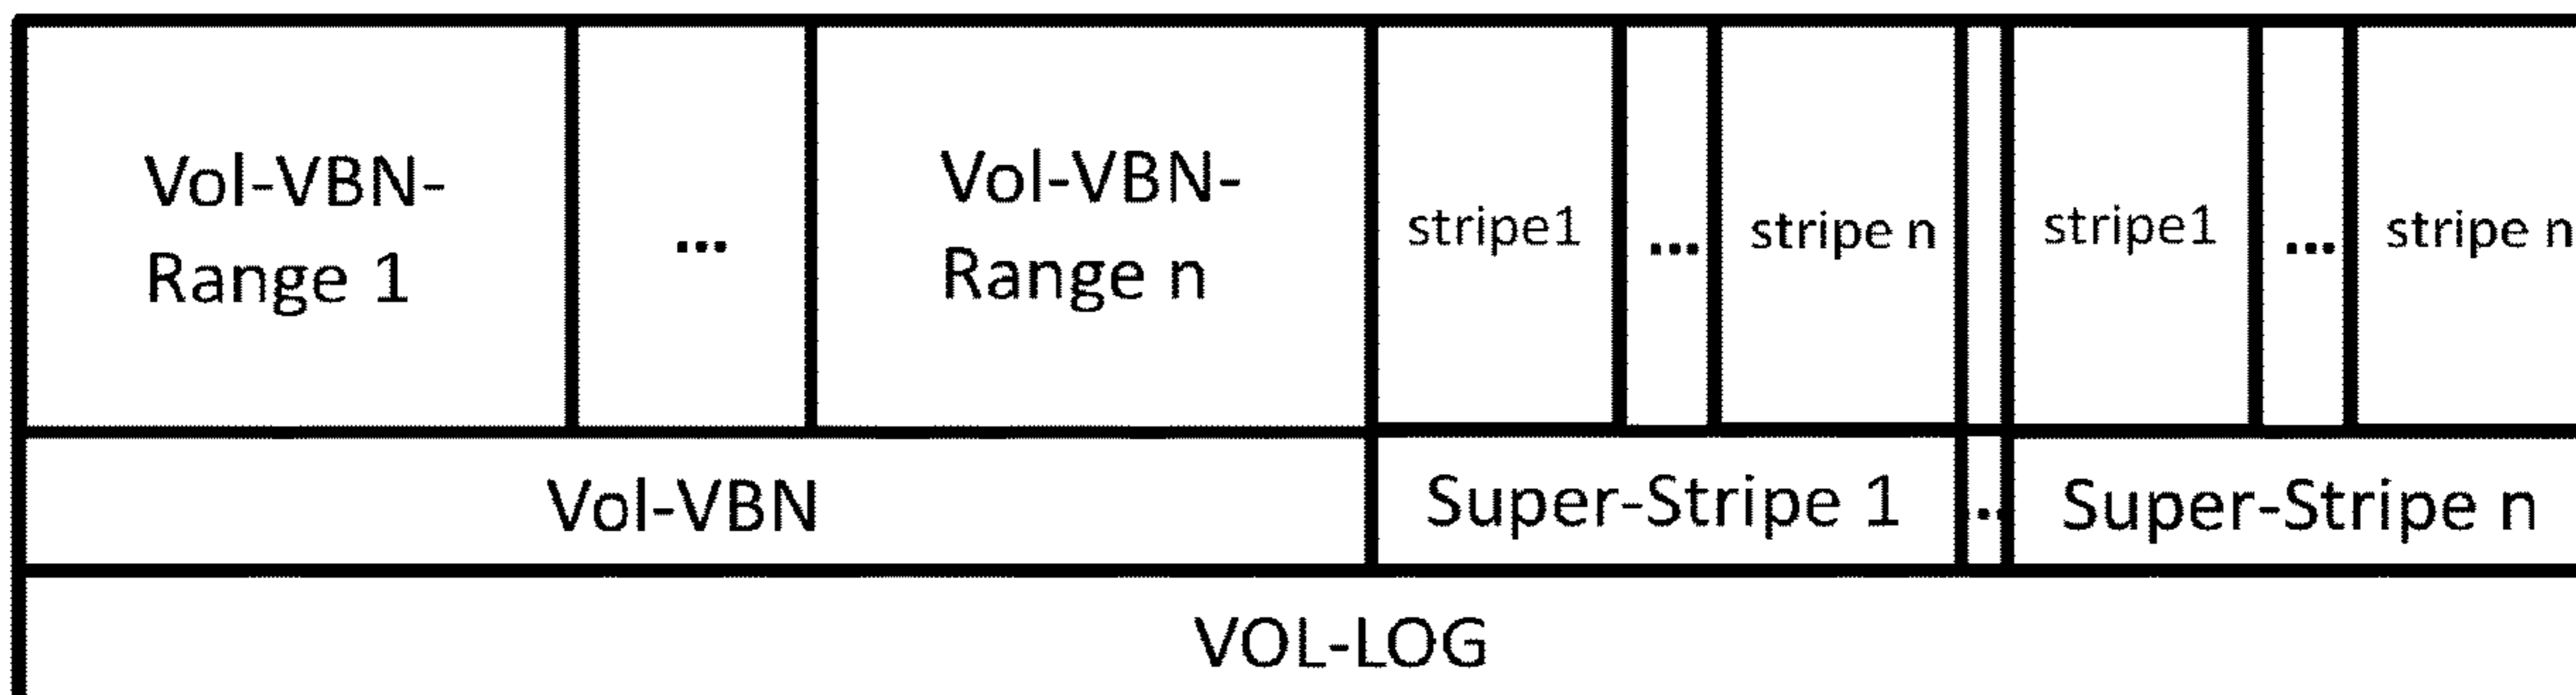 Vol-VBN-
Range 1
...
Vol-VBN-
Range n
stripe1
...
stripe n
stripe1
...
stripe n
Vol-VBN
Super-Stripe 1
..
Super-Stripe n
VOL-LOG